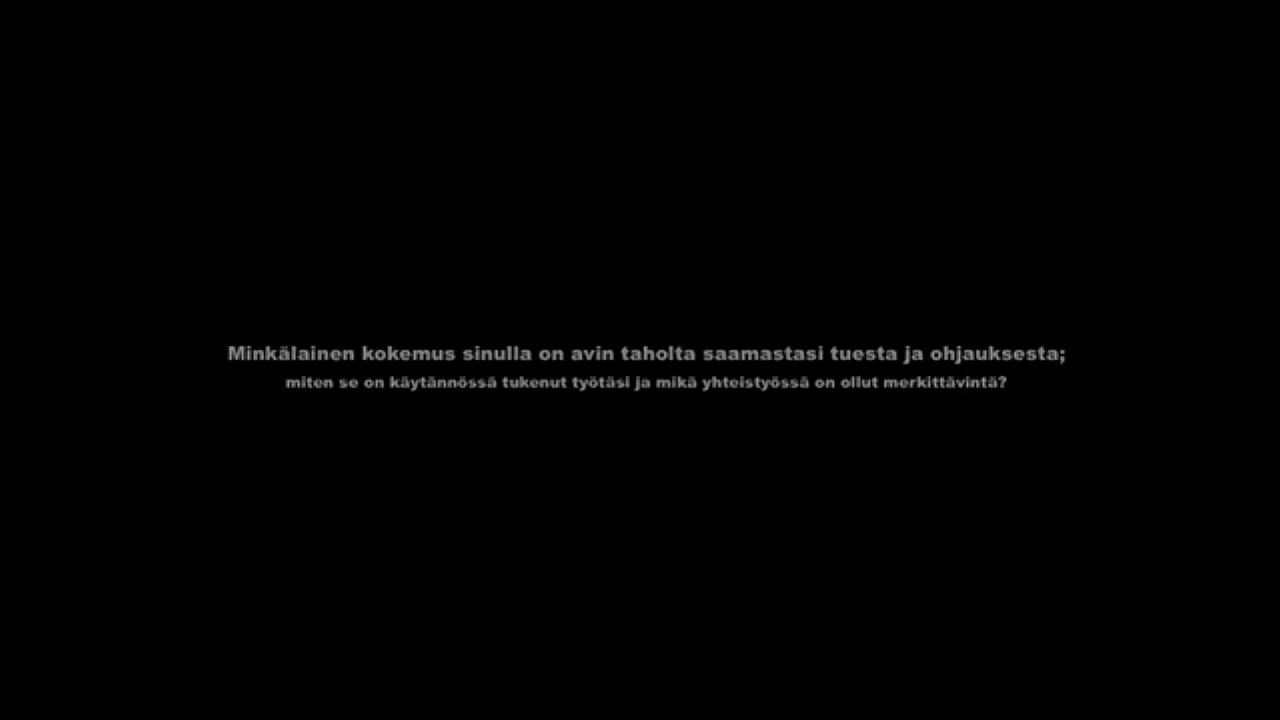 Minkälainen kokemus sinulla on avin taholta saamastasi tuesta ja ohjauksesta;
miten se on käytännössä tukenut työtäsi ja mikä yhteistyössä on ollut merkittävintä?